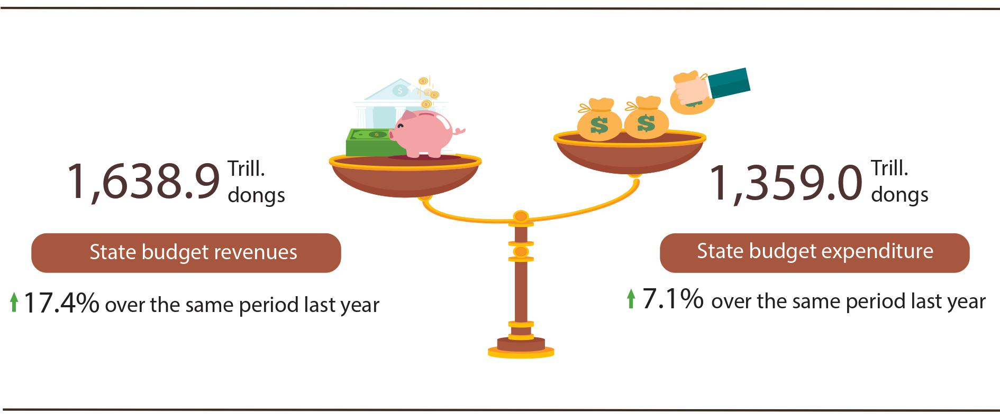 1,638.9 Trill.
dongs
State budget revenues
17.4% over the same period last year
$
$
$
$
1,359.0 Trill.
dongs
State budget expenditure
7.1% over the same period last year